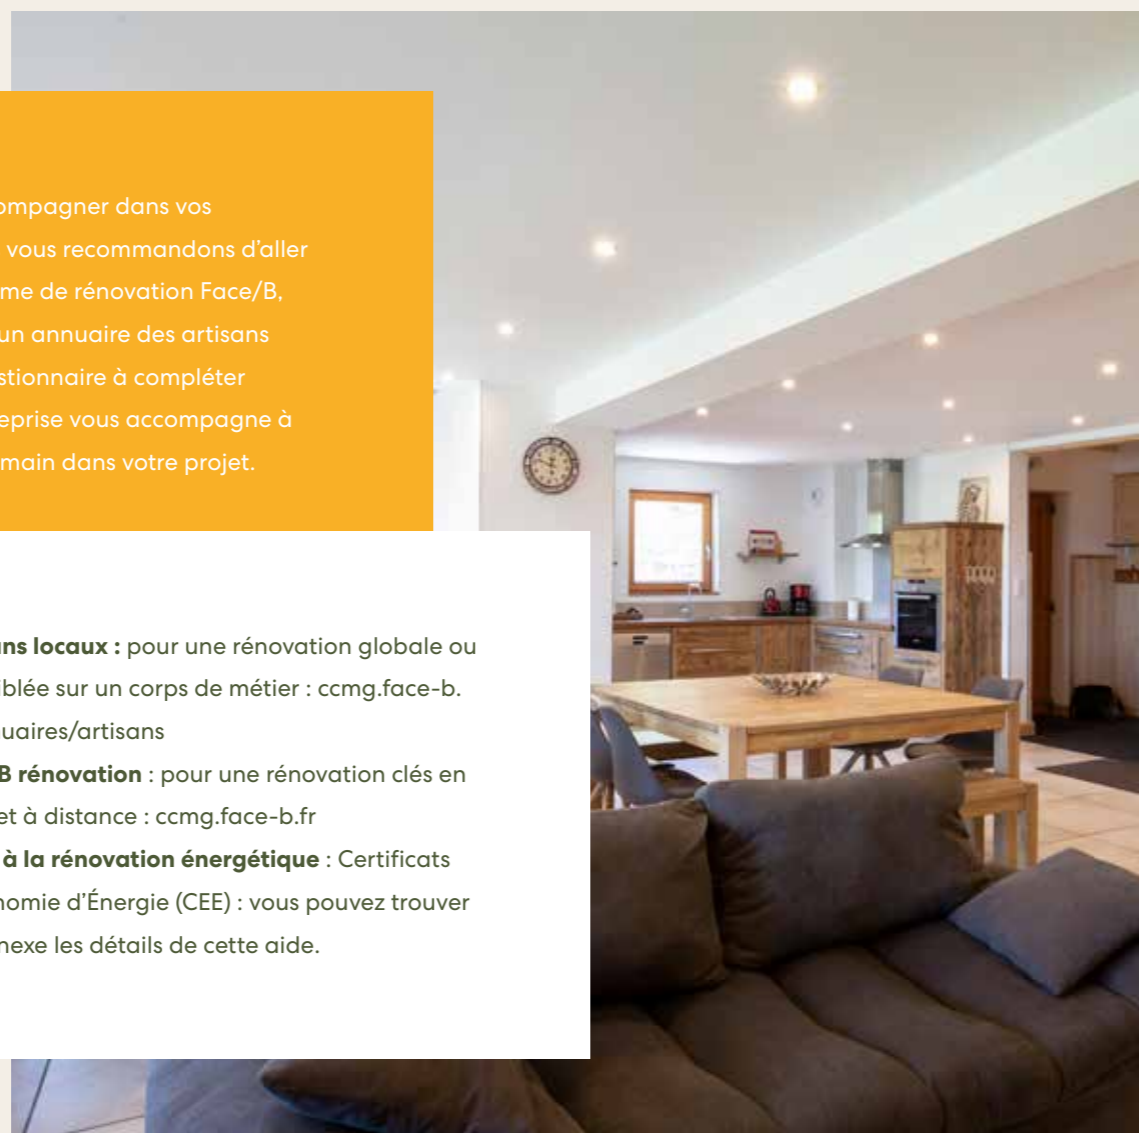 ompagner dans vos
vous recommandons d'aller
me de rénovation Face/B,
un annuaire des artisans
stionnaire à compléter
eprise vous accompagne à
main dans votre projet.
ns locaux : pour une rénovation globale ou
iblée sur un corps de métier : ccmg.face-b.
uaires/artisans
B rénovation : pour une rénovation clés en
et à distance : ccmg.face-b.fr
à la rénovation énergétique : Certificats
nomie d'Énergie (CEE) : vous pouvez trouver
nexe les détails de cette aide.